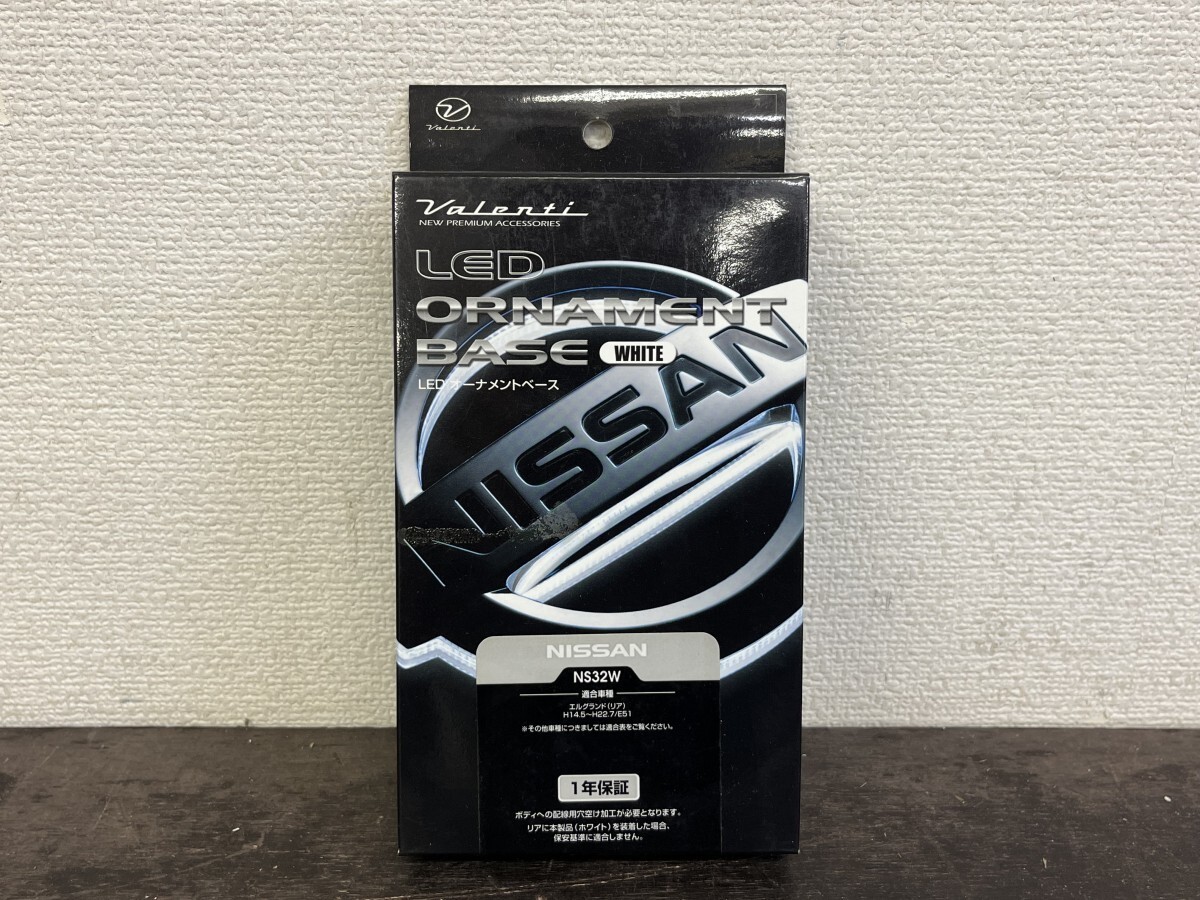 Valenti
Valenti
NEW PREMIUM ACCESSORIES
LED
ORNAMENT
BASE WHITE
LED オーナメントベース
NISSAN
NISSAN
NS32W
適合車種
エルグランド(リア)
H14.5〜H22.7/E51
※その他車種につきましては適合表をご覧ください。
1年保証
ボディへの配線用穴空け加工が必要となります。
リアに本製品(ホワイト)を装着した場合、
保安基準に適合しません。